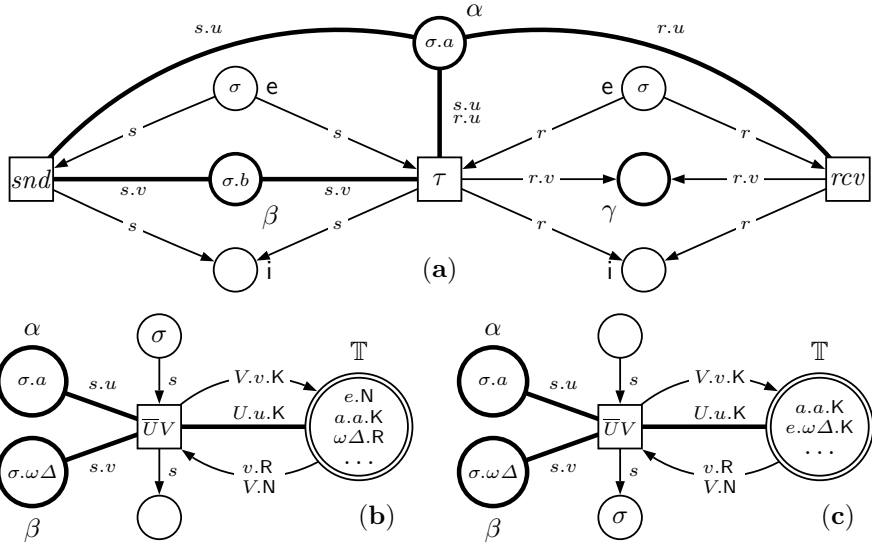 α
s.u
σ.a
r.u
σ
e
s
s
s.u
r.u
e
σ
r
r
snd
s.v
σ.b
s.v
τ
r.v
r.v
rcv
β
γ
s
s
r
r
i
i
(a)
α
σ
𝕋
σ.a
s.u
s
V.v.K
e.N
a.a.K
ωΔ.R
. . .
U̅V
U.u.K
σ.ωΔ
s.v
s
v.R
V.N
β
(b)
α
𝕋
σ.a
s.u
s
V.v.K
a.a.K
e.ωΔ.K
. . .
U̅V
U.u.K
σ.ωΔ
s.v
s
v.R
V.N
β
σ
(c)